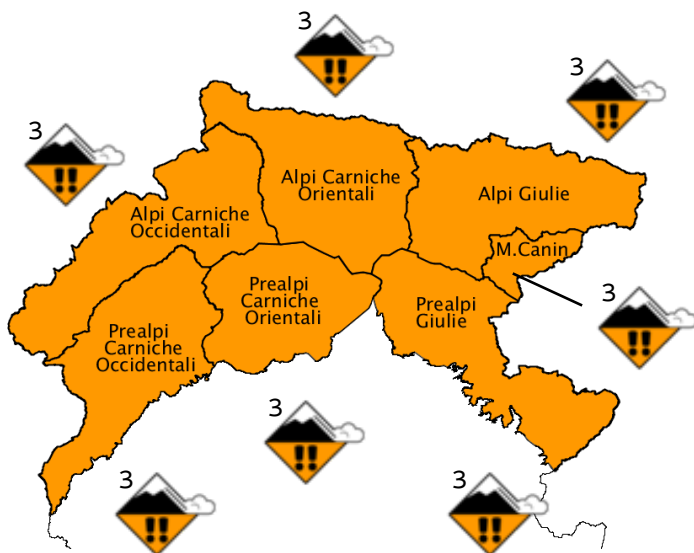 3
3
3
Alpi Carniche
Orientali
Alpi Giulie
Alpi Carniche
Occidentali
M.Canin
Prealpi
Carniche
Orientali
3
Prealpi
Giulie
Prealpi
Carniche
Occidentali
3
3
3